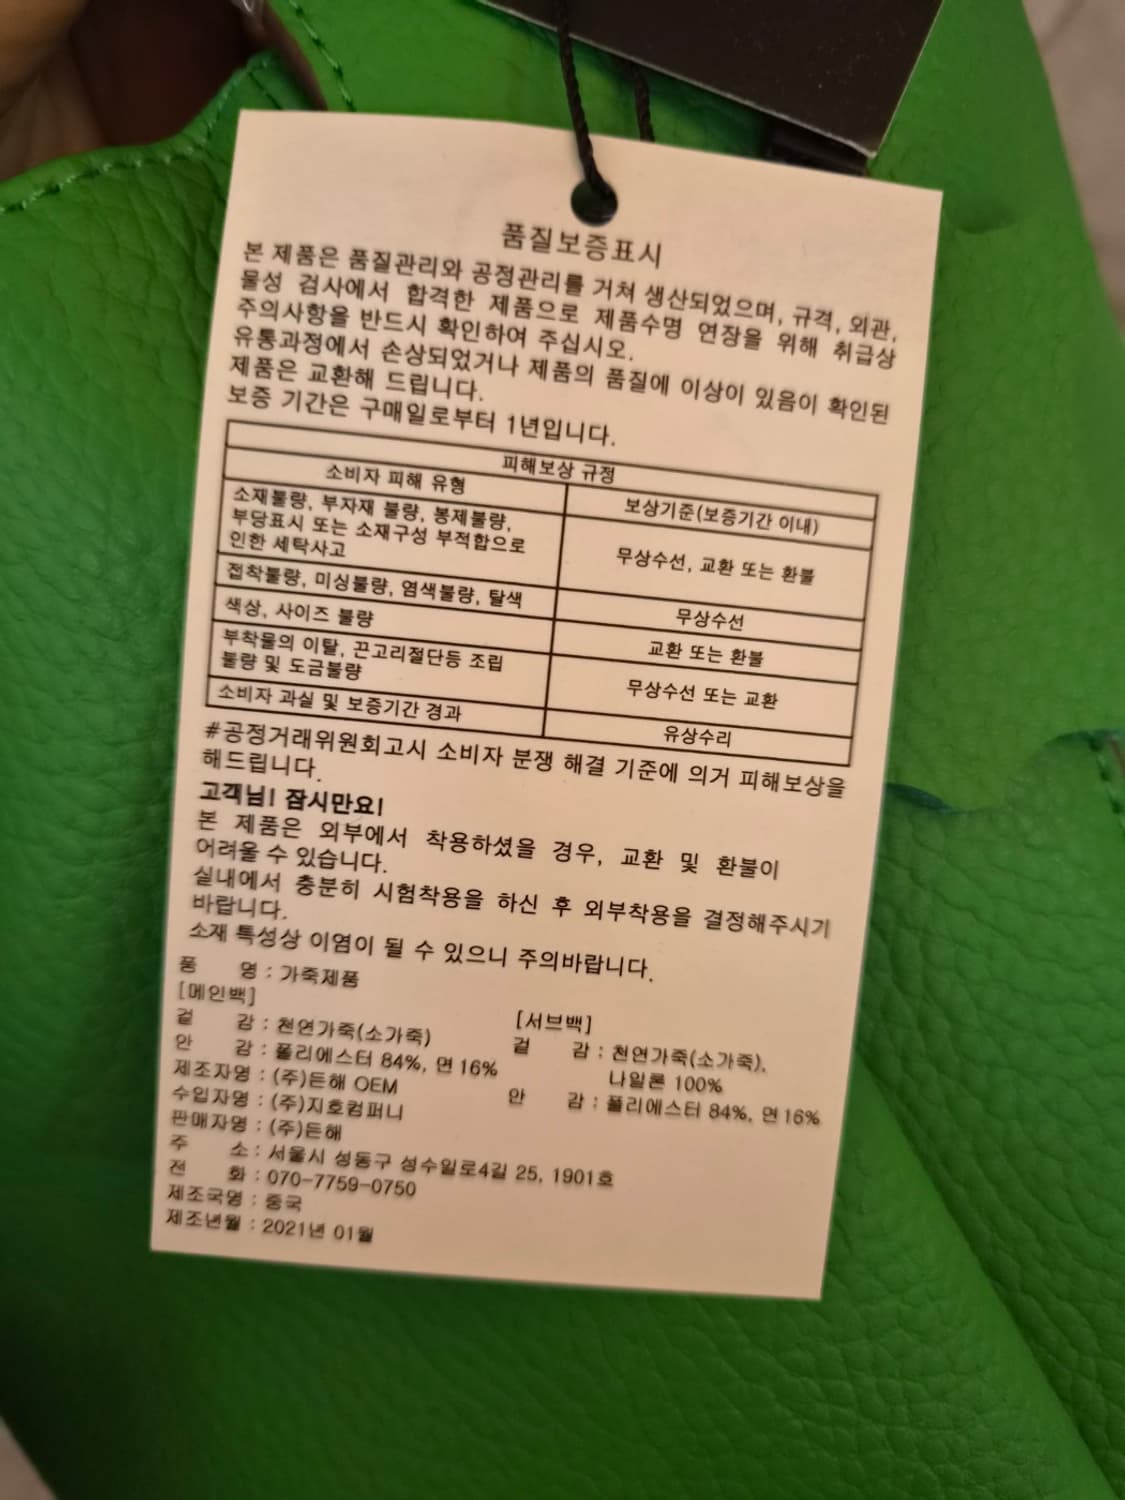 품질보증표시
본 제품은 품질관리와 공정관리를 거쳐 생산되었으며, 규격, 외관,
물성 검사에서 합격한 제품으로 제품수명 연장을 위해 취급상
주의사항을 반드시 확인하여 주십시오.
유통과정에서 손상되었거나 제품의 품질에 이상이 있음이 확인된
제품은 교환해 드립니다.
보증 기간은 구매일로부터 1년입니다.
피해보상 규정
소비자 피해 유형
보상기준(보증기간 이내)
소재불량, 부자재 불량, 봉제불량,
부당표시 또는 소재구성 부적합으로
인한 세탁사고
무상수선, 교환 또는 환불
접착불량, 미싱불량, 염색불량, 탈색
무상수선
색상, 사이즈 불량
교환 또는 환불
부착물의 이탈, 끈고리절단등 조립
불량 및 도금불량
무상수선 또는 교환
소비자 과실 및 보증기간 경과
유상수리
#공정거래위원회고시 소비자 분쟁 해결 기준에 의거 피해보상을
해드립니다.
고객님! 잠시만요!
본 제품은 외부에서 착용하셨을 경우, 교환 및 환불이
어려울 수 있습니다.
실내에서 충분히 시험착용을 하신 후 외부착용을 결정해주시기
바랍니다.
소재 특성상 이염이 될 수 있으니 주의바랍니다.
품 명 : 가죽제품
[메인백]
겉 감 : 천연가죽(소가죽)
안 감 : 폴리에스터 84%, 면 16%
[서브백]
겉 감 : 천연가죽(소가죽),
나일론 100%
안 감 : 폴리에스터 84%, 면 16%
제조자명 : (주)든해 OEM
수입자명 : (주)지호컴퍼니
판매자명 : (주)든해
주 소 : 서울시 성동구 성수일로4길 25, 1901호
전 화 : 070-7759-0750
제조국명 : 중국
제조년월 : 2021년 01월